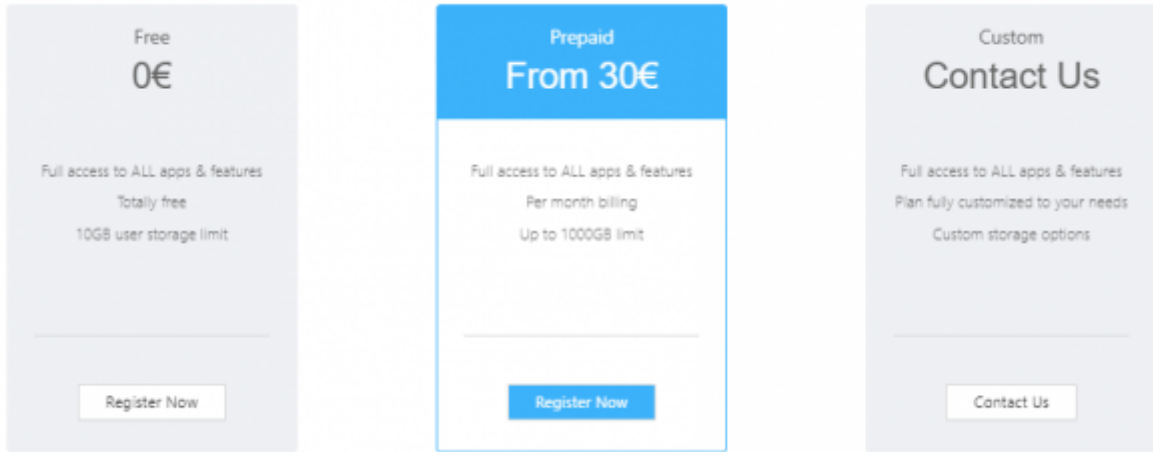 Free
0€
Full access to ALL apps & features
Totally free
10GB user storage limit
Register Now
Prepaid
From 30€
Full access to ALL apps & features
Per month billing
Up to 1000GB limit
Register Now
Custom
Contact Us
Full access to ALL apps & features
Plan fully customized to your needs
Custom storage options
Contact Us